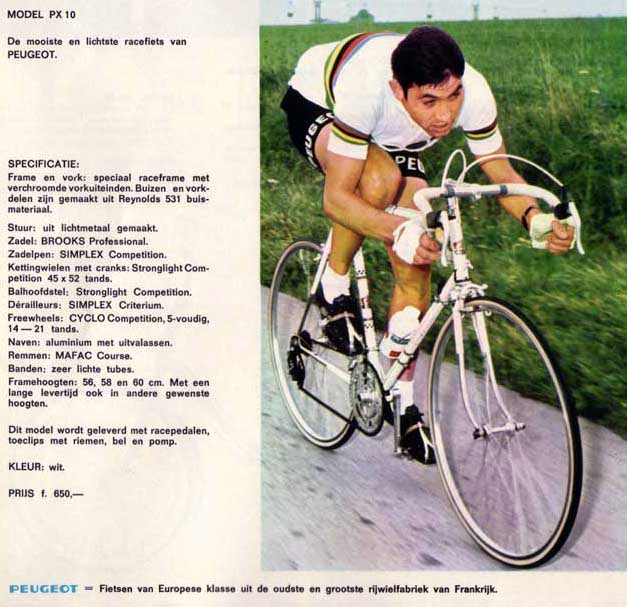 MODEL PX 10
De mooiste en lichtste racefiets van
PEUGEOT.
SPECIFICATIE:
Frame en vork: speciaal raceframe met
verchroomde vorkuiteinden. Buizen en vork-
delen zijn gemaakt uit Reynolds 531 buis-
materiaal.
Stuur: uit lichtmetaal gemaakt.
Zadel: BROOKS Professional.
Zadelpen: SIMPLEX Competition.
Kettingwielen met cranks: Stronglight Com-
petition 45 x 52 tands.
Balhoofdstel: Stronglight Competition.
Dérailleurs: SIMPLEX Criterium.
Freewheels: CYCLO Competition, 5-voudig,
14 — 21 tands.
Naven: aluminium met uitvalassen.
Remmen: MAFAC Course.
Banden: zeer lichte tubes.
Framehoogten: 56, 58 en 60 cm. Met een
lange levertijd ook in andere gewenste
hoogten.
Dit model wordt geleverd met racepedalen,
toeclips met riemen, bel en pomp.
KLEUR: wit.
PRIJS f. 650,—
PEUGEOT = Fietsen van Europese klasse uit de oudste en grootste rijwielfabriek van Frankrijk.